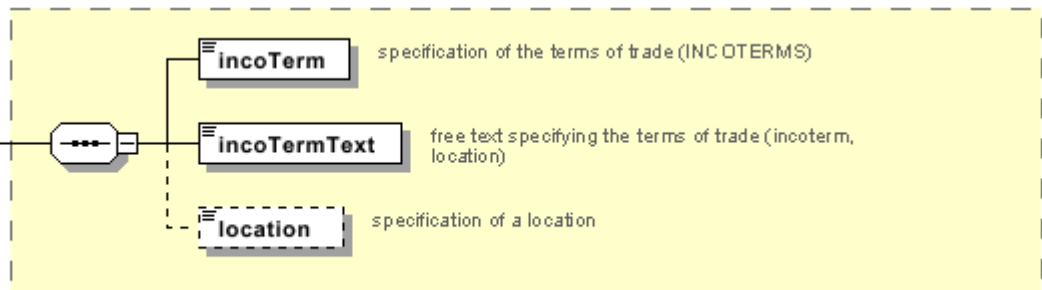 incoTerm
specification of the terms of trade (INCOTERMS)
incoTermText
free text specifying the terms of trade (incoterm,
location)
location
specification of a location